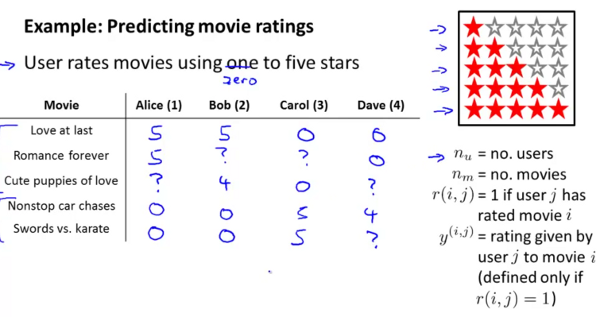 Example: Predicting movie ratings
User rates movies using one to five stars
zero
Movie Alice (1) Bob (2) Carol (3) Dave (4)
Love at last 5 5 0 0
Romance forever 5 ? ? 0
Cute puppies of love ? 4 0 ?
Nonstop car chases 0 0 5 4
Swords vs. karate 0 0 5 ?
n_u = no. users
n_m = no. movies
r(i, j) = 1 if user j has
rated movie i
y^(i,j) = rating given by
user j to movie i
(defined only if
r(i, j) = 1)